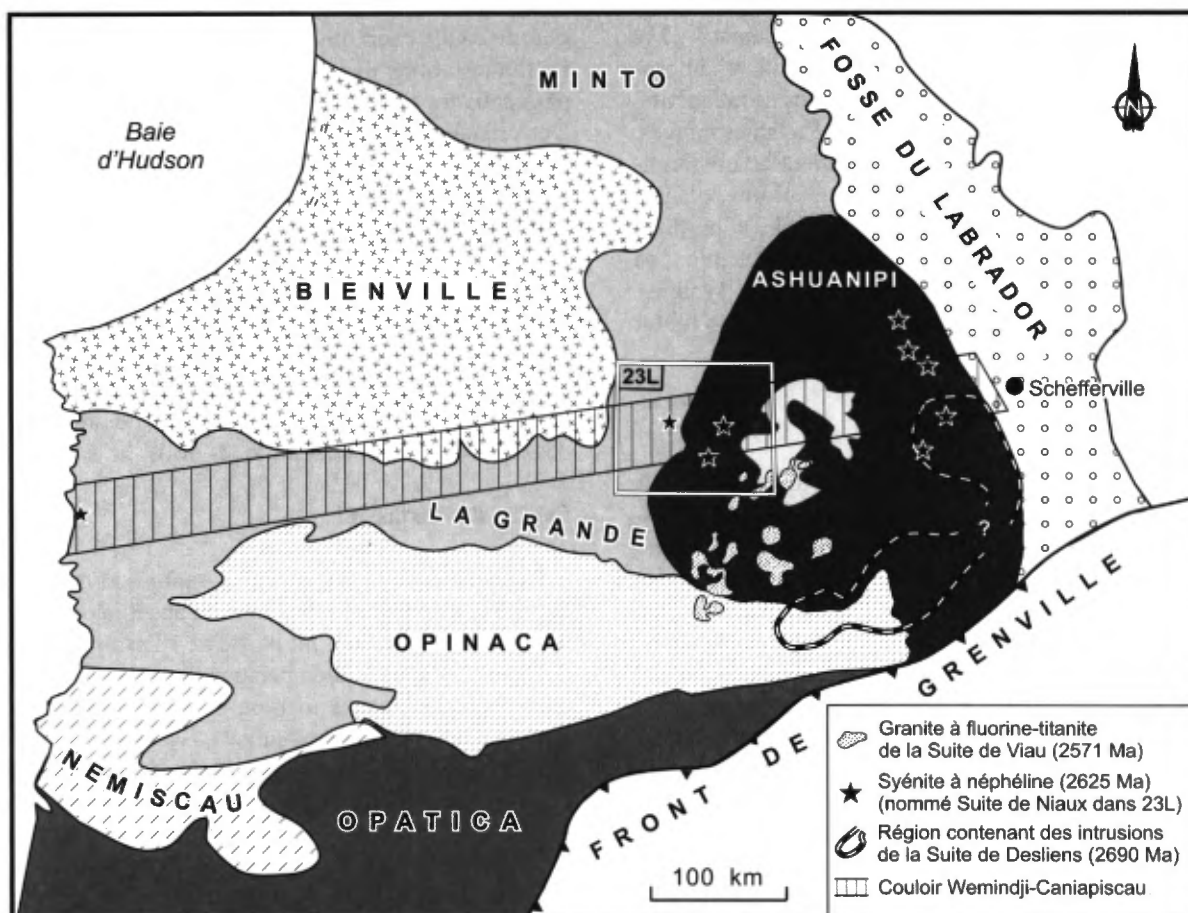 MINTO
Baie
d'Hudson
FOSSE DU LABRADOR
N
BIENVILLE
ASHUANIPI
23L
Schefferville
LA GRANDE
?
OPINACA
NEMISCAU
OPATICA
FRONT DE GRENVILLE
100 km
Granite à fluorine-titanite
de la Suite de Viau (2571 Ma)
Syénite à néphéline (2625 Ma)
(nommé Suite de Niaux dans 23L)
Région contenant des intrusions
de la Suite de Desliens (2690 Ma)
Couloir Wemindji-Caniapiscau